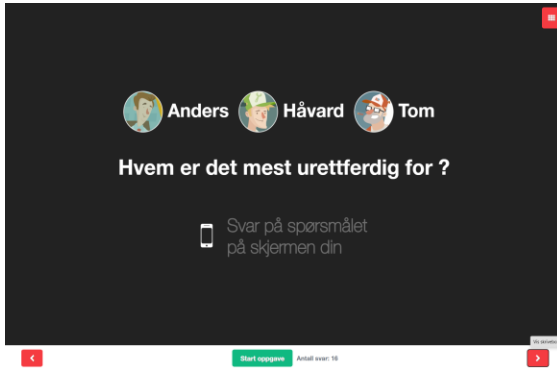 Anders Håvard Tom
Hvem er det mest urettferdig for ?
Svar på spørsmålet
på skjermen din
Start oppgave Antall svar: 16